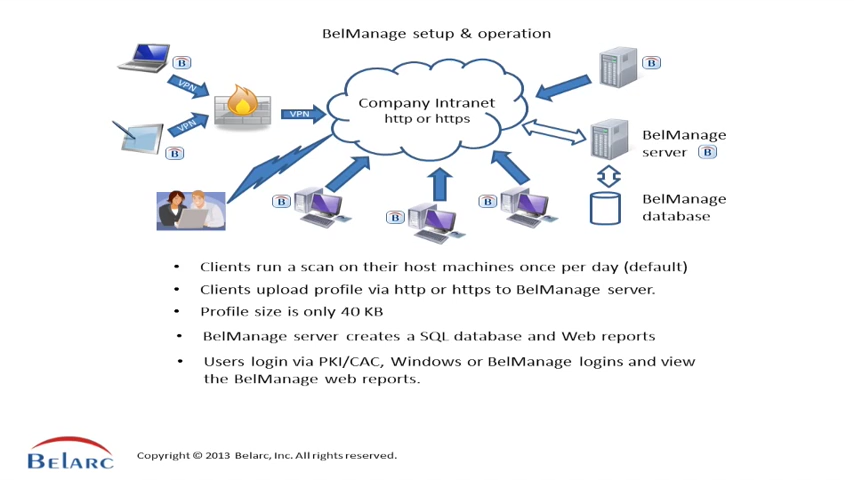 BelManage setup & operation
B
B
VPN
Company Intranet
http or https
VPN
VPN
BelManage
server B
B
B
B
B
BelManage
database
• Clients run a scan on their host machines once per day (default)
• Clients upload profile via http or https to BelManage server.
• Profile size is only 40 KB
• BelManage server creates a SQL database and Web reports
• Users login via PKI/CAC, Windows or BelManage logins and view
the BelManage web reports.
BELARC
Copyright © 2013 Belarc, Inc. All rights reserved.